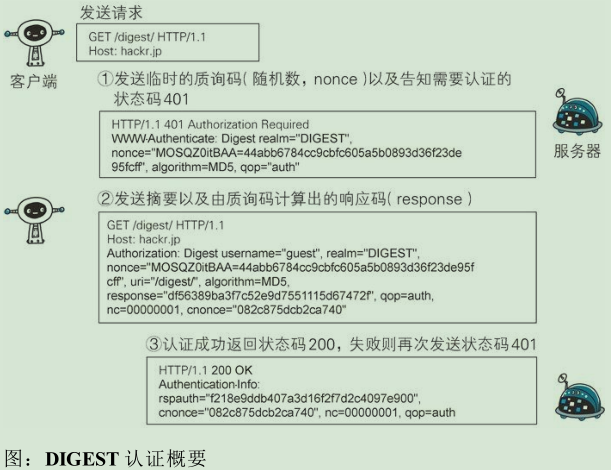 发送请求
GET /digest/ HTTP/1.1
Host: hackr.jp
客户端
①发送临时的质询码(随机数，nonce)以及告知需要认证的
状态码401
HTTP/1.1 401 Authorization Required
WWW-Authenticate: Digest realm="DIGEST",
nonce="MOSQZ0itBAA=44abb6784cc9cbfc605a5b0893d36f23de
95fcff", algorithm=MD5, qop="auth"
服务器
②发送摘要以及由质询码计算出的响应码(response)
GET /digest/ HTTP/1.1
Host: hackr.jp
Authorization: Digest username="guest", realm="DIGEST",
nonce="MOSQZ0itBAA=44abb6784cc9cbfc605a5b0893d36f23de95f
cff", uri="/digest/", algorithm=MD5,
response="df56389ba3f7c52e9d7551115d67472f", qop=auth,
nc=00000001, cnonce="082c875dcb2ca740"
③认证成功返回状态码200，失败则再次发送状态码401
HTTP/1.1 200 OK
Authentication-Info:
rspauth="f218e9ddb407a3d16f2f7d2c4097e900",
cnonce="082c875dcb2ca740", nc=00000001, qop=auth
图：DIGEST 认证概要